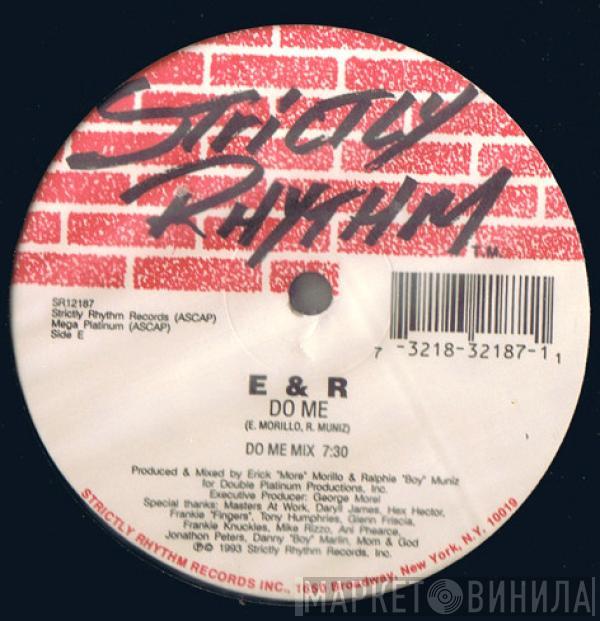 STRICTLY
RHYTHM
T.M.
SR12187
Strictly Rhythm Records (ASCAP)
Mega Platinum (ASCAP)
Side E
7 -3218-32187-1 1
E & R
DO ME
(E. MORILLO, R. MUNIZ)
DO ME MIX 7:30
Produced & Mixed by Erick "More" Morillo & Ralphie "Boy" Muniz
for Double Platinum Productions, Inc.
Executive Producer: George Morel
Special thanks: Masters At Work, Daryll James, Hex Hector,
Frankie "Fingers", Tony Humphries, Glenn Friscia,
Frankie Knuckles, Mike Rizzo, Ani Phearce,
Jonathon Peters, Danny "Boy" Marlin, Mom & God
℗© 1993 Strictly Rhythm Records, Inc.
STRICTLY RHYTHM RECORDS INC., 1650 Broadway, New York, N.Y. 10019
МАРКЕТ ВИНИЛА